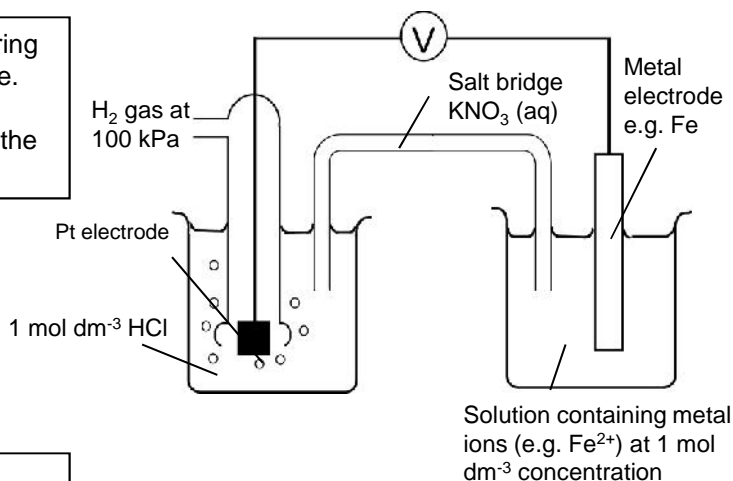 ring
e.
the
H₂ gas at
100 kPa
V
Salt bridge
KNO₃ (aq)
Metal
electrode
e.g. Fe
Pt electrode
1 mol dm⁻³ HCl
Solution containing metal
ions (e.g. Fe²⁺) at 1 mol
dm⁻³ concentration